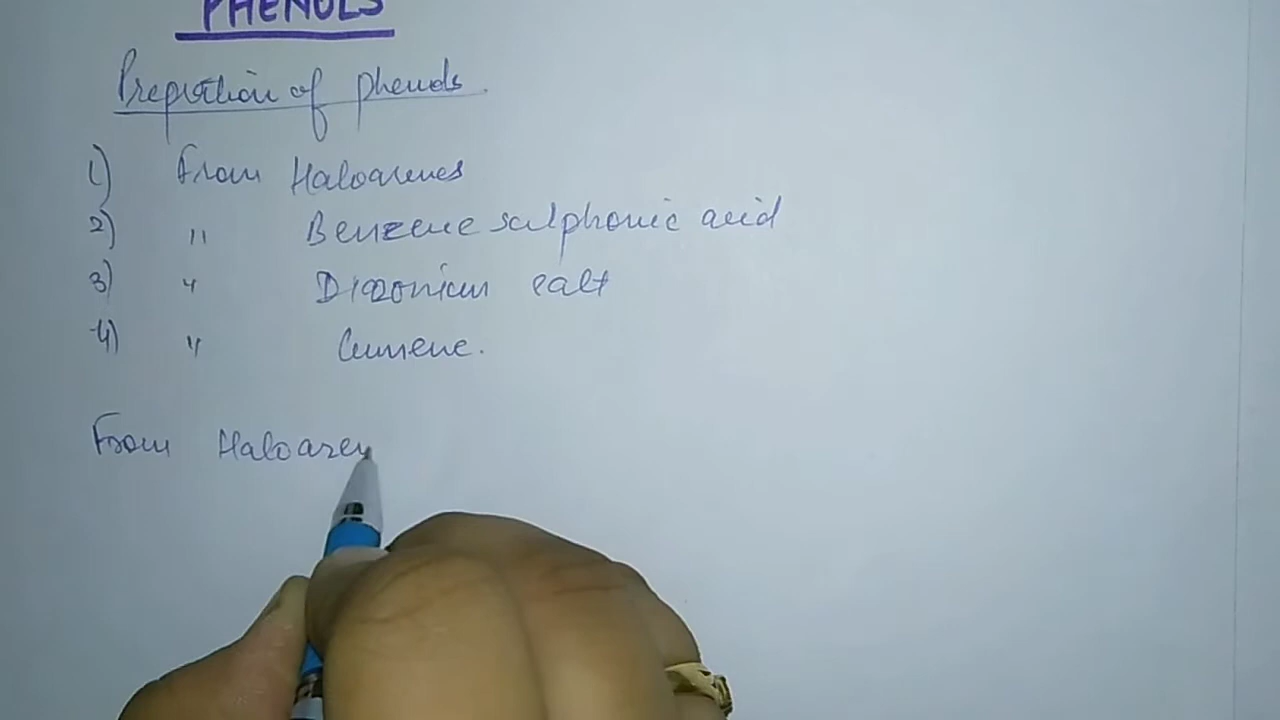 PHENOLS
Prepration of phenols.
1) From Haloarenes
2) " Benzene sulphonic acid
3) " Diazonium salt
4) " Cumene.
From Haloaren